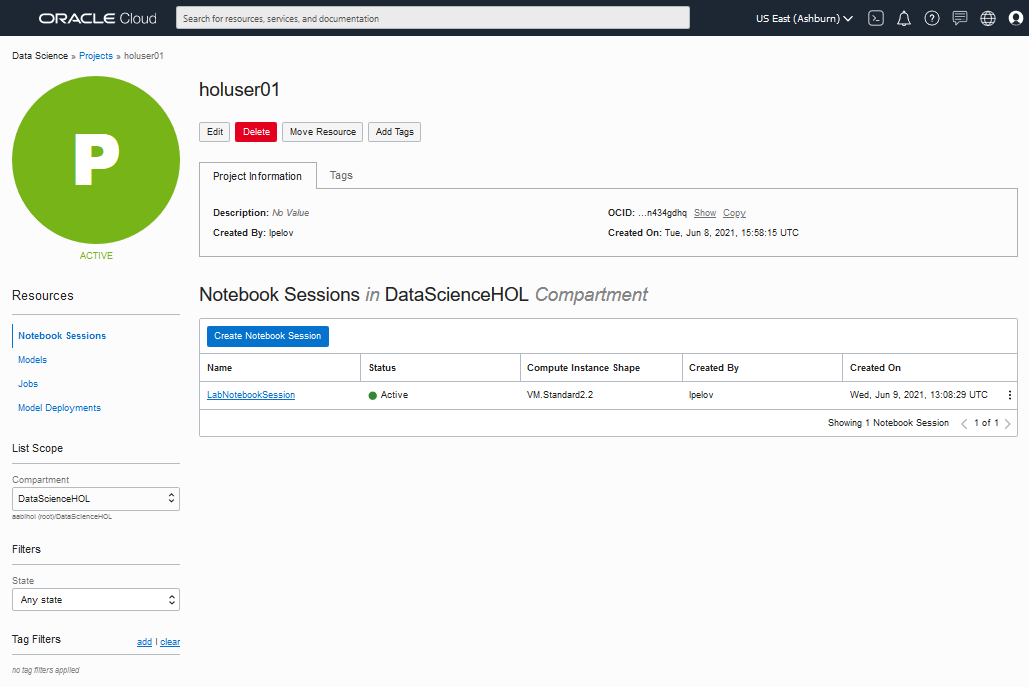 ORACLE Cloud
Search for resources, services, and documentation
US East (Ashburn)
Data Science » Projects » holuser01
P
ACTIVE
holuser01
Edit Delete Move Resource Add Tags
Project Information Tags
Description: No Value
OCID: ...n434gdhq Show Copy
Created By: lpelov
Created On: Tue, Jun 8, 2021, 15:58:15 UTC
Resources
Notebook Sessions
Models
Jobs
Model Deployments
List Scope
Compartment
DataScienceHOL
aablhol (root)/DataScienceHOL
Filters
State
Any state
Tag Filters add | clear
no tag filters applied
Notebook Sessions in DataScienceHOL Compartment
Create Notebook Session
Name Status Compute Instance Shape Created By Created On
LabNotebookSession Active VM.Standard2.2 lpelov Wed, Jun 9, 2021, 13:08:29 UTC
Showing 1 Notebook Session 1 of 1